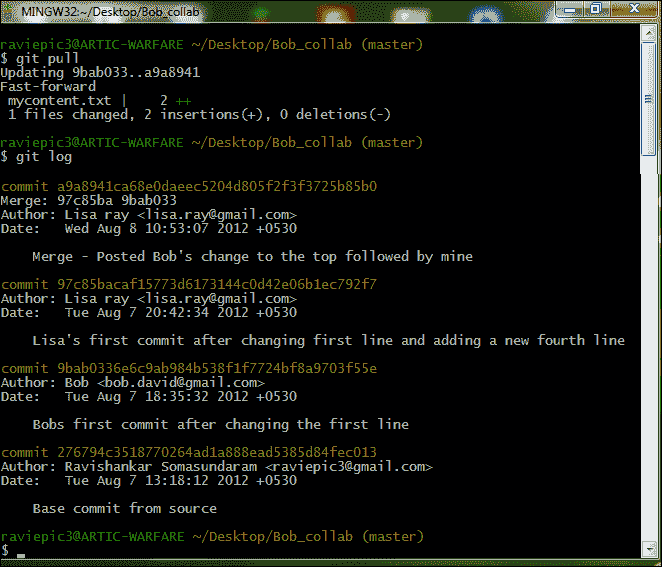 MINGW32:~/Desktop/Bob_collab
raviepic3@ARTIC-WARFARE ~/Desktop/Bob_collab (master)
$ git pull
Updating 9bab033..a9a8941
Fast-forward
 mycontent.txt |    2 ++
 1 files changed, 2 insertions(+), 0 deletions(-)
raviepic3@ARTIC-WARFARE ~/Desktop/Bob_collab (master)
$ git log
commit a9a8941ca68e0daeec5204d805f2f3f3725b85b0
Merge: 97c85ba 9bab033
Author: Lisa ray <lisa.ray@gmail.com>
Date:   Wed Aug 8 10:53:07 2012 +0530
    Merge - Posted Bob's change to the top followed by mine
commit 97c85bacaf15773d6173144c0d42e06b1ec792f7
Author: Lisa ray <lisa.ray@gmail.com>
Date:   Tue Aug 7 20:42:34 2012 +0530
    Lisa's first commit after changing first line and adding a new fourth line
commit 9bab0336e6c9ab984b538f1f7724bf8a9703f55e
Author: Bob <bob.david@gmail.com>
Date:   Tue Aug 7 18:35:32 2012 +0530
    Bobs first commit after changing the first line
commit 276794c3518770264ad1a888ead5385d84fec013
Author: Ravishankar Somasundaram <raviepic3@gmail.com>
Date:   Tue Aug 7 13:18:12 2012 +0530
    Base commit from source
raviepic3@ARTIC-WARFARE ~/Desktop/Bob_collab (master)
$